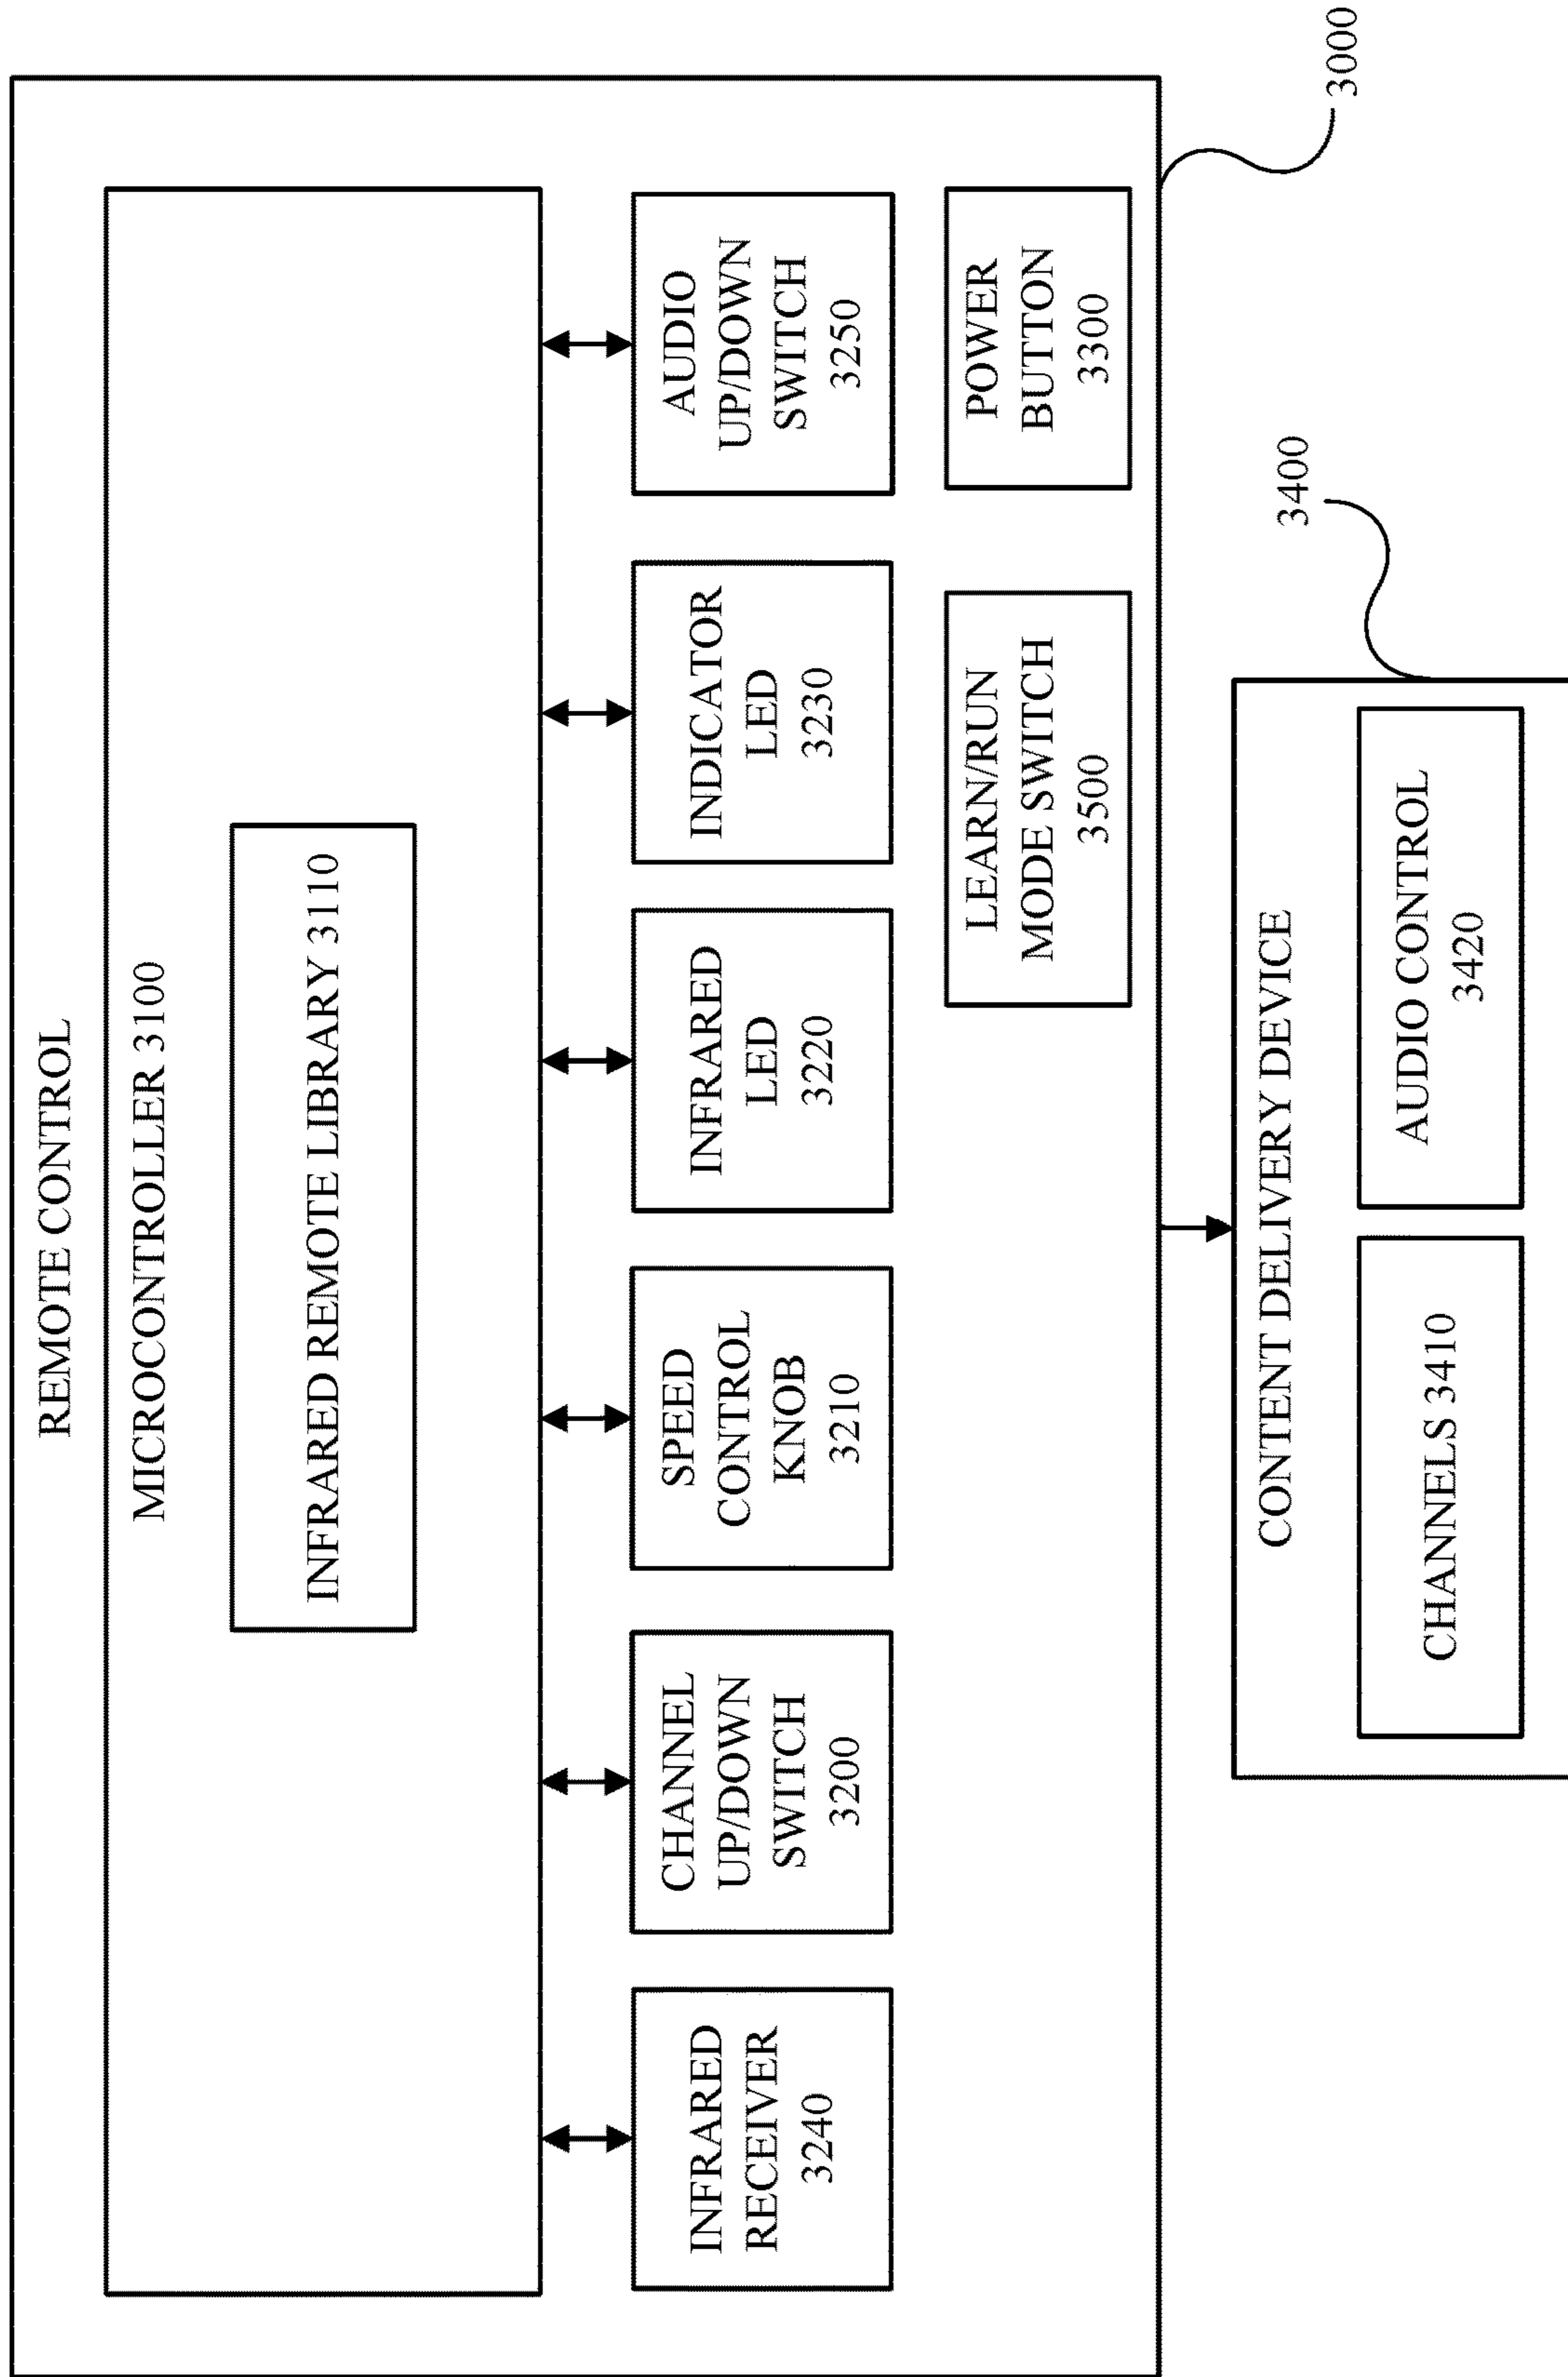 REMOTE CONTROL
MICROCONTROLLER 3100
INFRARED REMOTE LIBRARY 3110
INFRARED
RECEIVER
3240
CHANNEL
UP/DOWN
SWITCH
3200
SPEED
CONTROL
KNOB
3210
INFRARED
LED
3220
INDICATOR
LED
3230
AUDIO
UP/DOWN
SWITCH
3250
LEARN/RUN
MODE SWITCH
3500
POWER
BUTTON
3300
3000
3400
CONTENT DELIVERY DEVICE
CHANNELS 3410
AUDIO CONTROL
3420